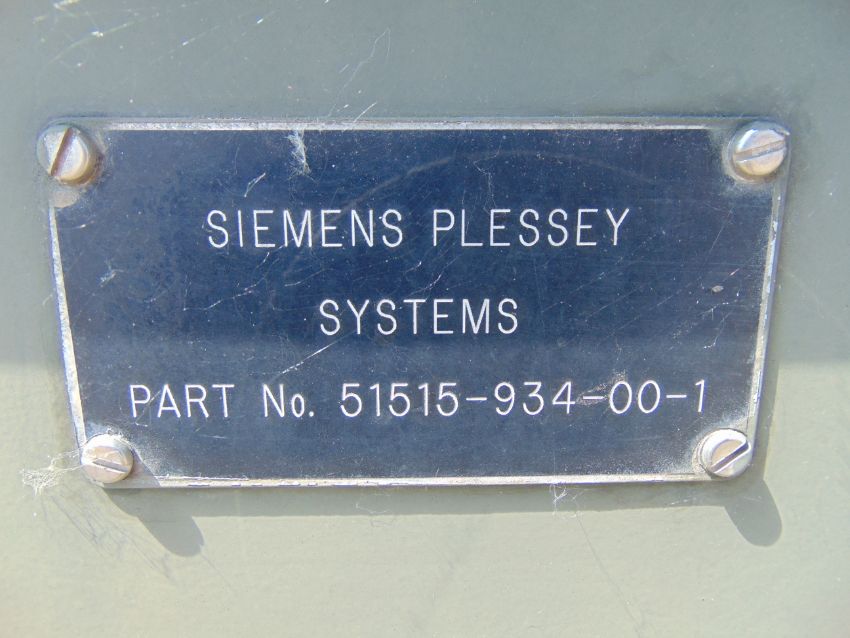 SIEMENS PLESSEY
SYSTEMS
PART No. 51515-934-00-1